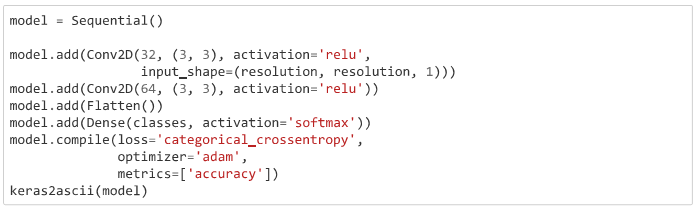 model = Sequential()
model.add(Conv2D(32, (3, 3), activation='relu',
                 input_shape=(resolution, resolution, 1)))
model.add(Conv2D(64, (3, 3), activation='relu'))
model.add(Flatten())
model.add(Dense(classes, activation='softmax'))
model.compile(loss='categorical_crossentropy',
              optimizer='adam',
              metrics=['accuracy'])
keras2ascii(model)